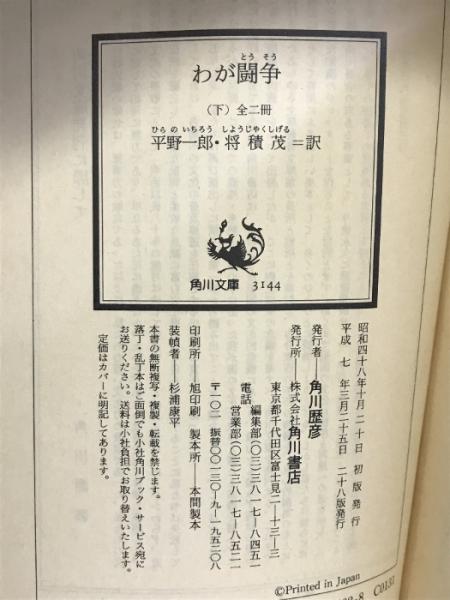 とう そう
わが闘争
(下) 全二冊
ひら の いちろう しようじやくしげる
平野一郎・将積 茂=訳
角川文庫 3144
昭和四十八年十月二十日 初版発行
平成 七 年三月二十五日 二十八版発行
発行者―角川歴彦
発行所―株式会社角川書店
東京都千代田区富士見二―十三―三
電話 編集部(〇三)三八一七―八四五一
営業部(〇三)三八一七―八五二一
〒一〇二 振替〇〇一三〇―九―一九五二〇八
印刷所―旭印刷 製本所―本間製本
装幀者―杉浦康平
本書の無断複写・複製・転載を禁じます。
落丁・乱丁本はご面倒でも小社角川ブック・サービス宛に
お送りください。送料は小社負担でお取り替えいたします。
定価はカバーに明記してあります。
©Printed in Japan